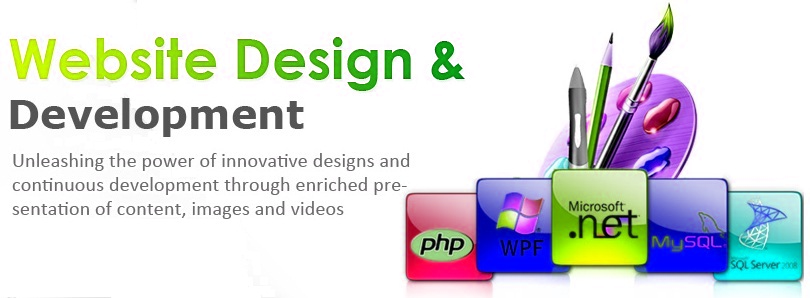 Website Design &
Development
Unleashing the power of innovative designs and
continuous development through enriched pre-
sentation of content, images and videos
php
WPF
Microsoft
.net
MySQL
SQL Server 2008